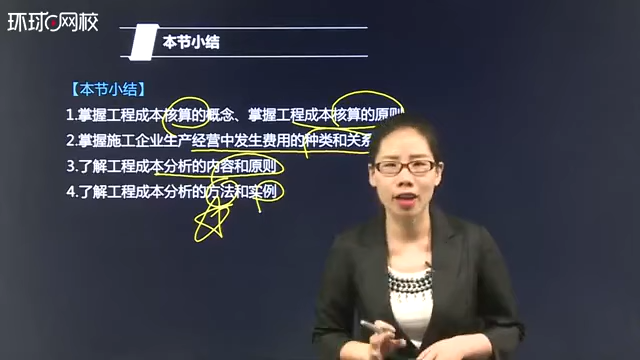 环球网校
本节小结
【本节小结】
1.掌握工程成本核算的概念、掌握工程成本核算的原则
2.掌握施工企业生产经营中发生费用的种类和关系
3.了解工程成本分析的内容和原则
4.了解工程成本分析的方法和实例